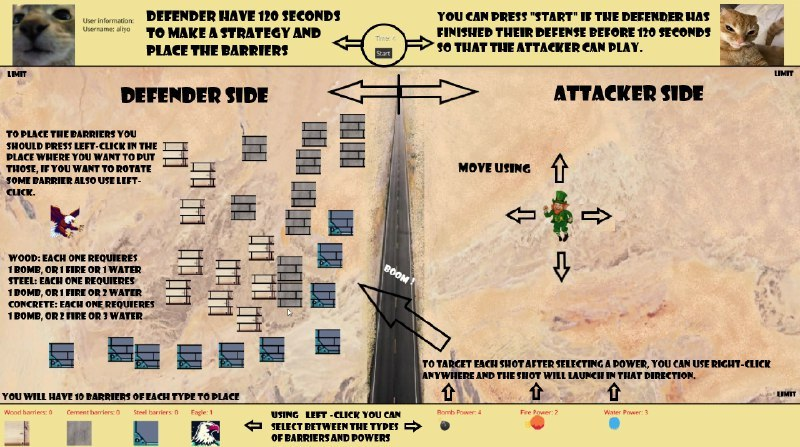 User information:
Username: aliyo
DEFENDER HAVE 120 SECONDS
TO MAKE A STRATEGY AND
PLACE THE BARRIERS
Time: 4
Start
YOU CAN PRESS "START" IF THE DEFENDER HAS
FINISHED THEIR DEFENSE BEFORE 120 SECONDS
SO THAT THE ATTACKER CAN PLAY.
LIMIT
LIMIT
DEFENDER SIDE
ATTACKER SIDE
TO PLACE THE BARRIERS YOU
SHOULD PRESS LEFT-CLICK IN THE
PLACE WHERE YOU WANT TO PUT
THOSE, IF YOU WANT TO ROTATE
SOME BARRIER ALSO USE LEFT-
CLICK.
MOVE USING
WOOD: EACH ONE REQUIERES
1 BOMB, OR 1 FIRE OR 1 WATER
STEEL: EACH ONE REQUIERES
1 BOMB, OR 1 FIRE OR 2 WATER
CONCRETE: EACH ONE REQUIERES
1 BOMB, OR 2 FIRE OR 3 WATER
BOOM !
TO TARGET EACH SHOT AFTER SELECTING A POWER, YOU CAN USE RIGHT-CLICK
ANYWHERE AND THE SHOT WILL LAUNCH IN THAT DIRECTION.
YOU WILL HAVE 10 BARRIERS OF EACH TYPE TO PLACE
LIMIT
Wood barriers: 0
Cement barriers: 0
Steel barriers: 0
Eagle: 1
USING LEFT -CLICK YOU CAN
SELECT BETWEEN THE TYPES
OF BARRIERS AND POWERS
Bomb Power: 4
Fire Power: 2
Water Power: 3